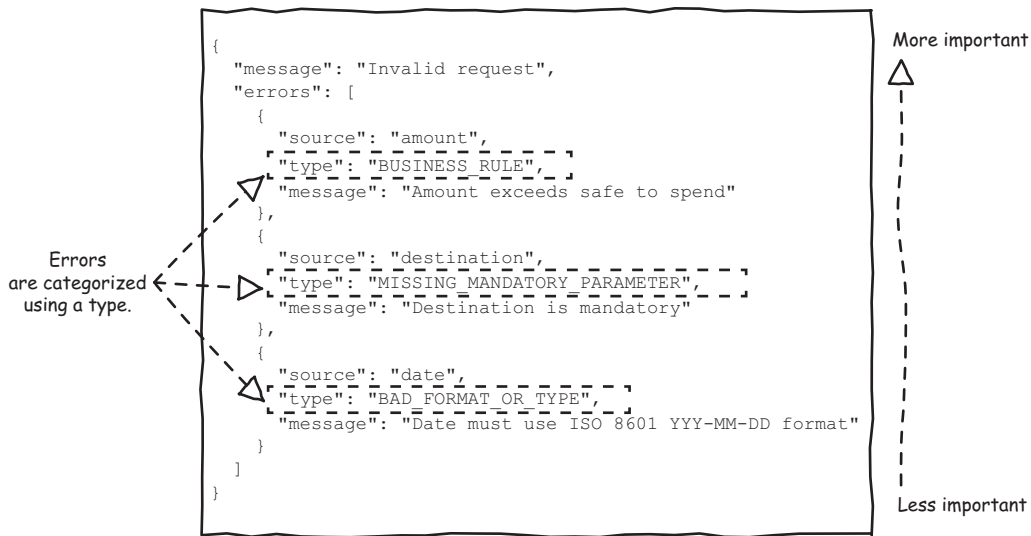 {
"message": "Invalid request",
"errors": [
{
"source": "amount",
"type": "BUSINESS_RULE",
"message": "Amount exceeds safe to spend"
},
{
"source": "destination",
"type": "MISSING_MANDATORY_PARAMETER",
"message": "Destination is mandatory"
},
{
"source": "date",
"type": "BAD_FORMAT_OR_TYPE",
"message": "Date must use ISO 8601 YYY-MM-DD format"
}
]
}
Errors
are categorized
using a type.
More important
Less important